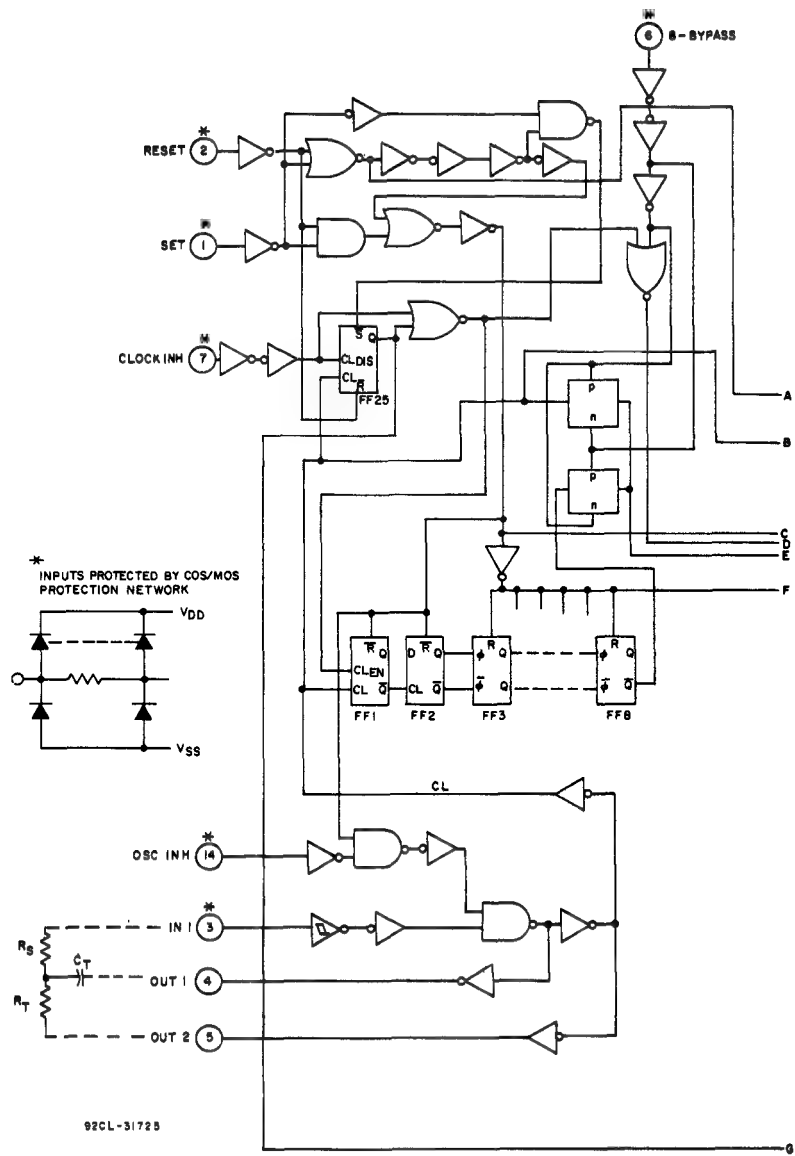 *
6 8-BYPASS
*
RESET 2
*
SET 1
*
CLOCK INH 7
S̅ Q
CL DIS
CL R̅
FF25
p
n
p
n
A
B
C
D
E
F
*
INPUTS PROTECTED BY COS/MOS
PROTECTION NETWORK
VDD
VSS
R̅ Q
CL EN
CL Q̅
FF1
D R̅ Q
CL Q̅
FF2
ϕ R Q
ϕ̅ Q
FF3
ϕ R Q
ϕ̅ Q̅
FF8
CL
*
OSC INH 14
*
IN 1 3
RS
CT
OUT 1 4
RT
OUT 2 5
92CL-31725
G